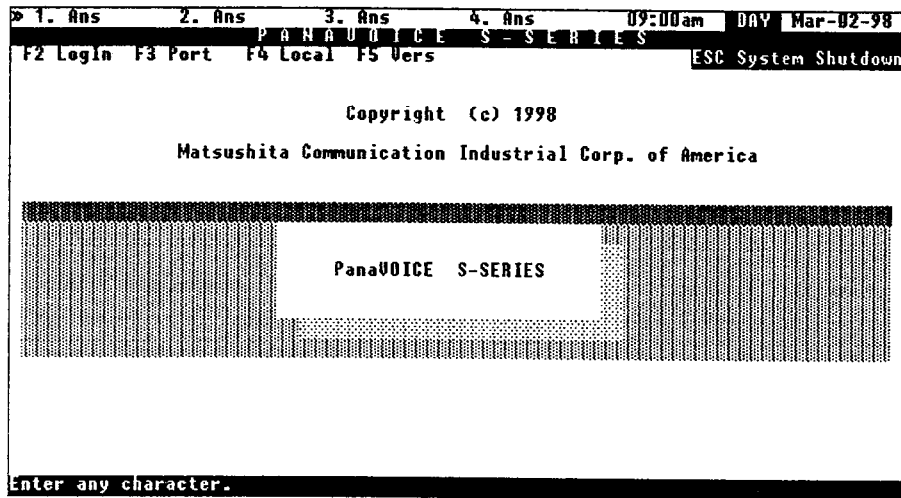 » 1. Ans 2. Ans 3. Ans 4. Ans 09:00am DAY Mar-02-98
PANAVOICE S-SERIES
F2 LogIn F3 Port F4 Local F5 Vers ESC System Shutdown
Copyright (c) 1998
Matsushita Communication Industrial Corp. of America
PanaVOICE S-SERIES
Enter any character.